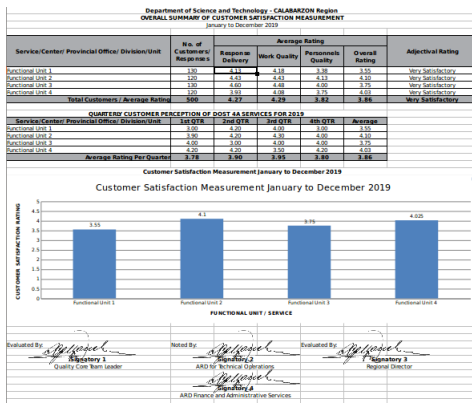 Department of Science and Technology - CALABARZON Region
OVERALL SUMMARY OF CUSTOMER SATISFACTION MEASUREMENT
January to December 2019
Service/Center/ Provincial Office/ Division/Unit No. of Customers/ Responses Average Rating Adjectival Rating
Response Delivery Work Quality Personnels Quality Overall Rating
Functional Unit 1 130 4.13 4.18 3.38 3.55 Very Satisfactory
Functional Unit 2 120 4.43 4.43 4.13 4.10 Very Satisfactory
Functional Unit 3 130 4.60 4.48 4.00 3.75 Very Satisfactory
Functional Unit 4 120 3.93 4.08 3.75 4.03 Very Satisfactory
Total Customers / Average Rating 500 4.27 4.29 3.82 3.86 Very Satisfactory
QUARTERLY CUSTOMER PERCEPTION OF DOST 4A SERVICES FOR 2019
Service/Center/ Provincial Office/ Division/Unit 1st QTR 2nd QTR 3rd QTR 4th QTR Average
Functional Unit 1 3.00 4.20 4.00 3.00 3.55
Functional Unit 2 3.90 4.20 4.30 4.00 4.10
Functional Unit 3 4.00 3.00 4.00 4.00 3.75
Functional Unit 4 4.20 4.20 3.50 4.20 4.03
Average Rating Per Quarter 3.78 3.90 3.95 3.80 3.86
Customer Satisfaction Measurement January to December 2019
Customer Satisfaction Measurement January to December 2019
CUSTOMER SATISFACTION RATING
5
4.5
4
3.5
3
2.5
2
1.5
1
0.5
0
3.55 4.1 3.75 4.025
Functional Unit 1 Functional Unit 2 Functional Unit 3 Functional Unit 4
FUNCTIONAL UNIT / SERVICE
Evaluated By: Noted By: Evaluated By:
Signatory 1 Signatory 2 Signatory 3
Quality Core Team Leader ARD for Technical Operations Regional Director
Signatory 4
ARD Finance and Administrative Services